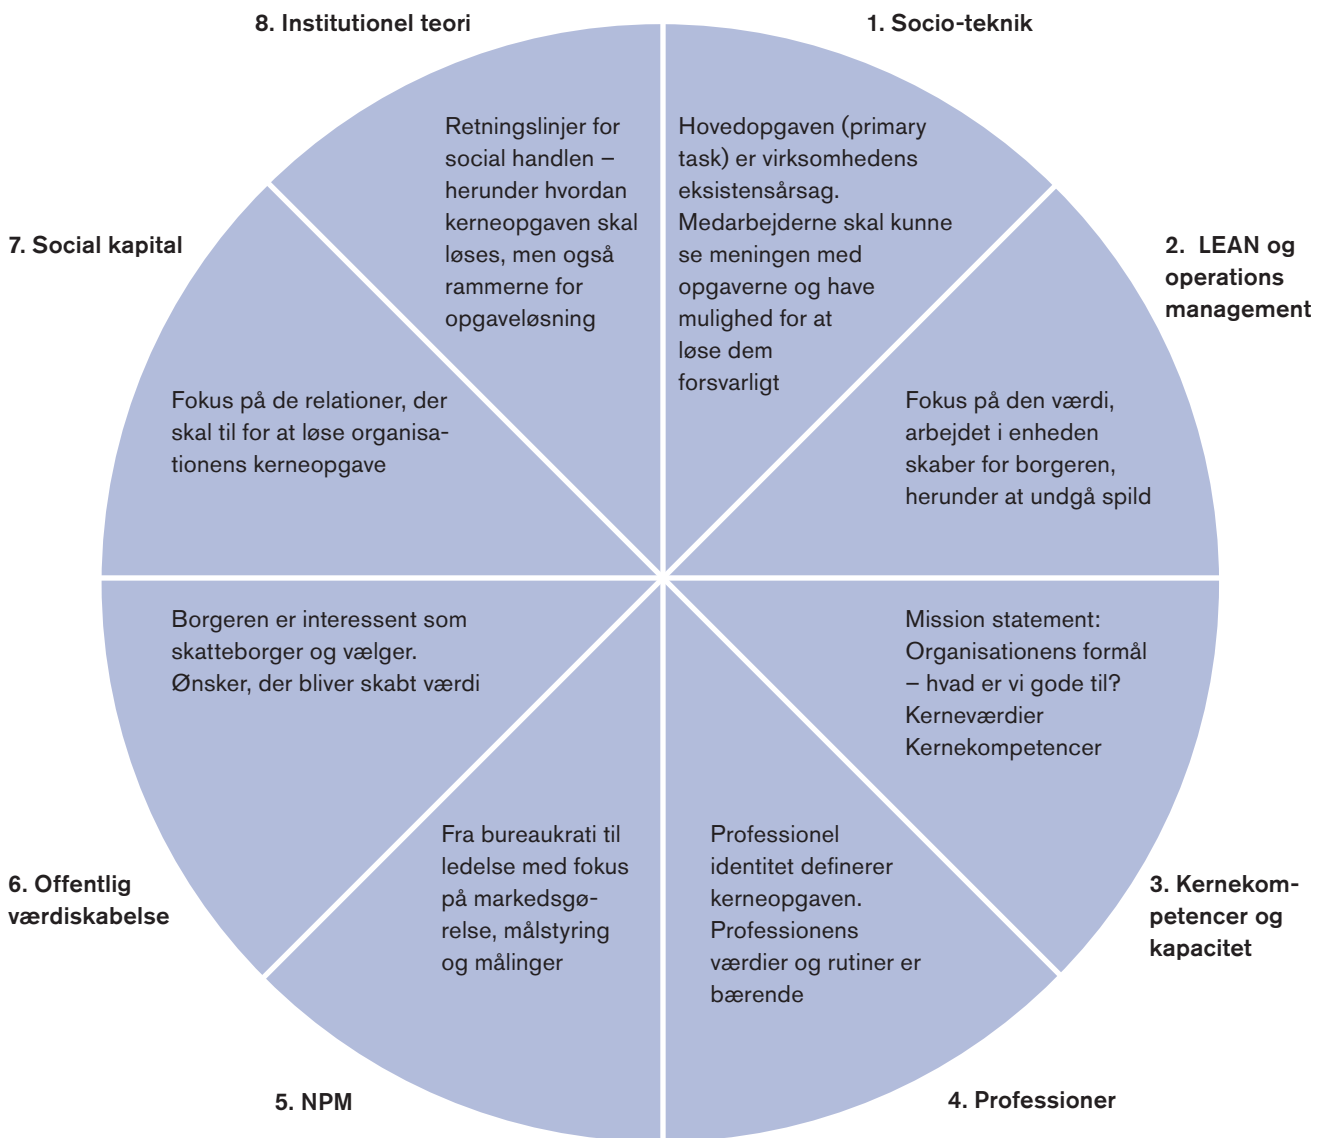 8. Institutionel teori
1. Socio-teknik
Retningslinjer for
social handlen –
herunder hvordan
kerneopgaven skal
løses, men også
rammerne for
opgaveløsning
Hovedopgaven (primary
task) er virksomhedens
eksistensårsag.
Medarbejderne skal kunne
se meningen med
opgaverne og have
mulighed for at
løse dem
forsvarligt
7. Social kapital
2. LEAN og
operations
management
Fokus på de relationer, der
skal til for at løse organisa-
tionens kerneopgave
Fokus på den værdi,
arbejdet i enheden
skaber for borgeren,
herunder at undgå spild
Borgeren er interessent som
skatteborger og vælger.
Ønsker, der bliver skabt værdi
Mission statement:
Organisationens formål
– hvad er vi gode til?
Kerneværdier
Kernekompetencer
6. Offentlig
værdiskabelse
Fra bureaukrati til
ledelse med fokus
på markedsgø-
relse, målstyring
og målinger
Professionel
identitet definerer
kerneopgaven.
Professionens
værdier og rutiner er
bærende
3. Kernekom-
petencer og
kapacitet
5. NPM
4. Professioner